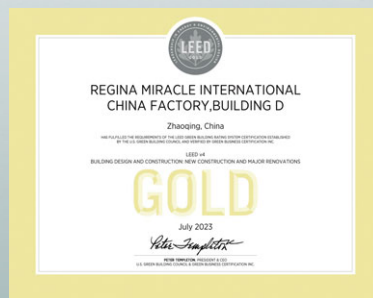 LEED
REGINA MIRACLE INTERNATIONAL
CHINA FACTORY,BUILDING D
Zhaoqing, China
HAS FULFILLED THE REQUIREMENTS OF THE LEED GREEN BUILDING RATING SYSTEM CERTIFICATION ESTABLISHED
BY THE U.S. GREEN BUILDING COUNCIL AND VERIFIED BY GREEN BUSINESS CERTIFICATION INC.
LEED v4
BUILDING DESIGN AND CONSTRUCTION: NEW CONSTRUCTION AND MAJOR RENOVATIONS
GOLD
July 2023
Peter Templeton
PETER TEMPLETON, PRESIDENT & CEO
U.S. GREEN BUILDING COUNCIL & GREEN BUSINESS CERTIFICATION INC.